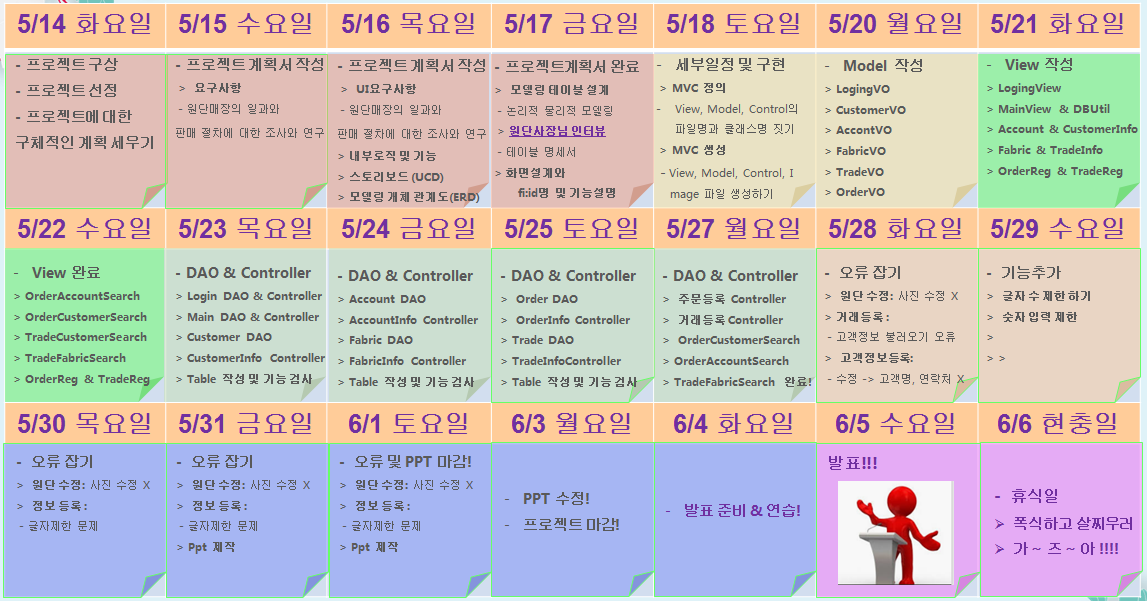 5/14 화요일
5/15 수요일
5/16 목요일
5/17 금요일
5/18 토요일
5/20 월요일
5/21 화요일
- 프로젝트 구상
- 프로젝트 선정
- 프로젝트에 대한
구체적인 계획 세우기
- 프로젝트 계획서 작성
> 요구사항
- 원단매장의 일과와
판매 절차에 대한 조사와 연구
- 프로젝트 계획서 작성
> UI요구사항
- 원단매장의 일과와
판매 절차에 대한 조사와 연구
> 내부로직 및 기능
> 스토리보드(UCD)
> 모델링 개체 관계도(ERD)
- 프로젝트계획서 완료
> 모델링 테이블 설계
- 논리적 물리적 모델링
> 원단사장님 인터뷰
- 테이블 명세서
> 화면설계와
fi:id명 및 기능설명
- 세부일정 및 구현
> MVC 정의
- View, Model, Control의
파일명과 클래스명 짓기
> MVC 생성
- View, Model, Control, I
mage 파일 생성하기
- Model 작성
> LogingVO
> CustomerVO
> AccontVO
> FabricVO
> TradeVO
> OrderVO
- View 작성
> LogingView
> MainView & DBUtil
> Account & CustomerInfo
> Fabric & TradeInfo
> OrderReg & TradeReg
5/22 수요일
5/23 목요일
5/24 금요일
5/25 토요일
5/27 월요일
5/28 화요일
5/29 수요일
- View 완료
> OrderAccountSearch
> OrderCustomerSearch
> TradeCustomerSearch
> TradeFabricSearch
> OrderReg & TradeReg
- DAO & Controller
> Login DAO & Controller
> Main DAO & Controller
> Customer DAO
> CustomerInfo Controller
> Table 작성 및 기능 검사
- DAO & Controller
> Account DAO
> AccountInfo Controller
> Fabric DAO
> FabricInfo Controller
> Table 작성 및 기능 검사
- DAO & Controller
> Order DAO
> OrderInfo Controller
> Trade DAO
> TradeInfoController
> Table 작성 및 기능 검사
- DAO & Controller
> 주문등록 Controller
> 거래등록 Controller
> OrderCustomerSearch
> OrderAccountSearch
> TradeFabricSearch 완료!
- 오류 잡기
> 원단 수정: 사진 수정 X
> 거래등록:
- 고객정보 불러오기 오류
> 고객정보등록:
- 수정 -> 고객명, 연락처 X
- 기능추가
> 글자 수 제한 하기
> 숫자 입력 제한
>
> >
5/30 목요일
5/31 금요일
6/1 토요일
6/3 월요일
6/4 화요일
6/5 수요일
6/6 현충일
- 오류 잡기
> 원단 수정: 사진 수정 X
> 정보 등록:
- 글자제한 문제
- 오류 잡기
> 원단 수정: 사진 수정 X
> 정보 등록:
- 글자제한 문제
> Ppt 제작
- 오류 및 PPT 마감!
> 원단 수정: 사진 수정 X
> 정보 등록:
- 글자제한 문제
> Ppt 제작
- PPT 수정!
- 프로젝트 마감!
- 발표 준비 & 연습!
발표!!!
- 휴식일
➢ 폭식하고 살찌우러
➢ 가 ~ 즈 ~ 아 !!!!